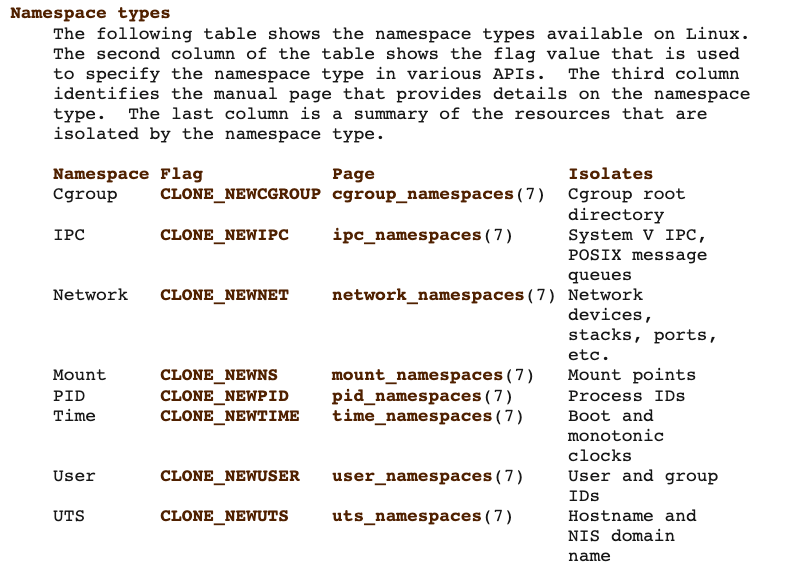 Namespace types
The following table shows the namespace types available on Linux.
The second column of the table shows the flag value that is used
to specify the namespace type in various APIs.  The third column
identifies the manual page that provides details on the namespace
type.  The last column is a summary of the resources that are
isolated by the namespace type.
Namespace Flag            Page                  Isolates
Cgroup    CLONE_NEWCGROUP cgroup_namespaces(7)  Cgroup root
directory
IPC       CLONE_NEWIPC    ipc_namespaces(7)     System V IPC,
POSIX message
queues
Network   CLONE_NEWNET    network_namespaces(7) Network
devices,
stacks, ports,
etc.
Mount     CLONE_NEWNS     mount_namespaces(7)   Mount points
PID       CLONE_NEWPID    pid_namespaces(7)     Process IDs
Time      CLONE_NEWTIME   time_namespaces(7)    Boot and
monotonic
clocks
User      CLONE_NEWUSER   user_namespaces(7)    User and group
IDs
UTS       CLONE_NEWUTS    uts_namespaces(7)     Hostname and
NIS domain
name